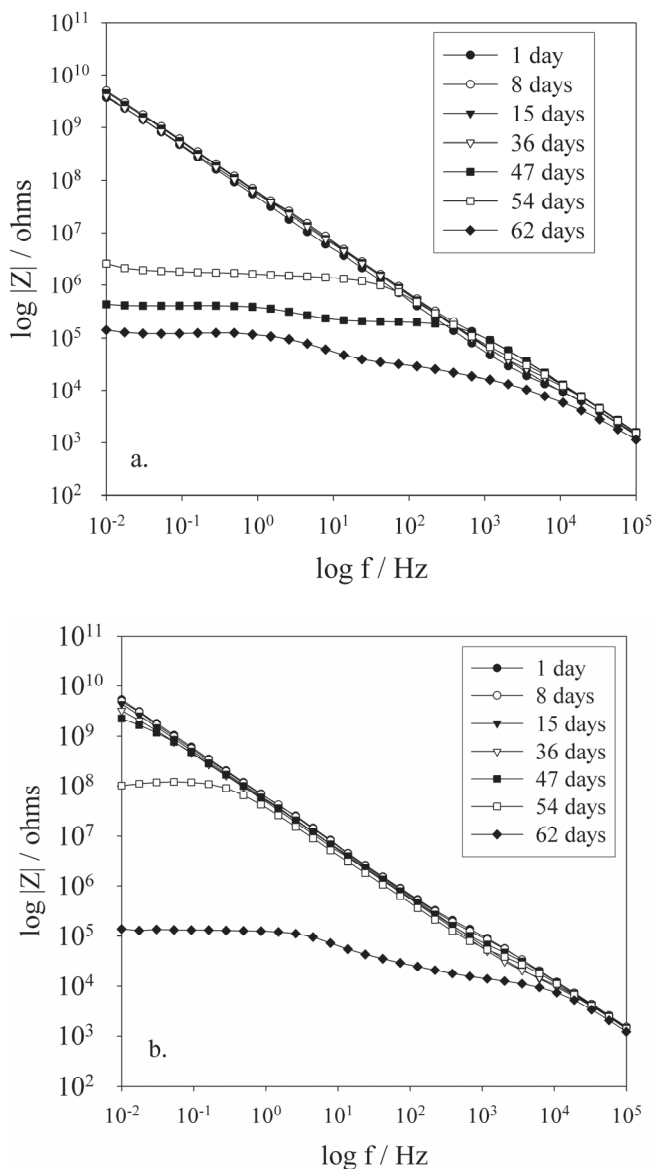 10^11
10^10
10^9
10^8
10^7
10^6
10^5
10^4
10^3
10^2
log |Z| / ohms
1 day
8 days
15 days
36 days
47 days
54 days
62 days
a.
10^-2 10^-1 10^0 10^1 10^2 10^3 10^4 10^5
log f / Hz
10^11
10^10
10^9
10^8
10^7
10^6
10^5
10^4
10^3
10^2
log |Z| / ohms
1 day
8 days
15 days
36 days
47 days
54 days
62 days
b.
10^-2 10^-1 10^0 10^1 10^2 10^3 10^4 10^5
log f / Hz